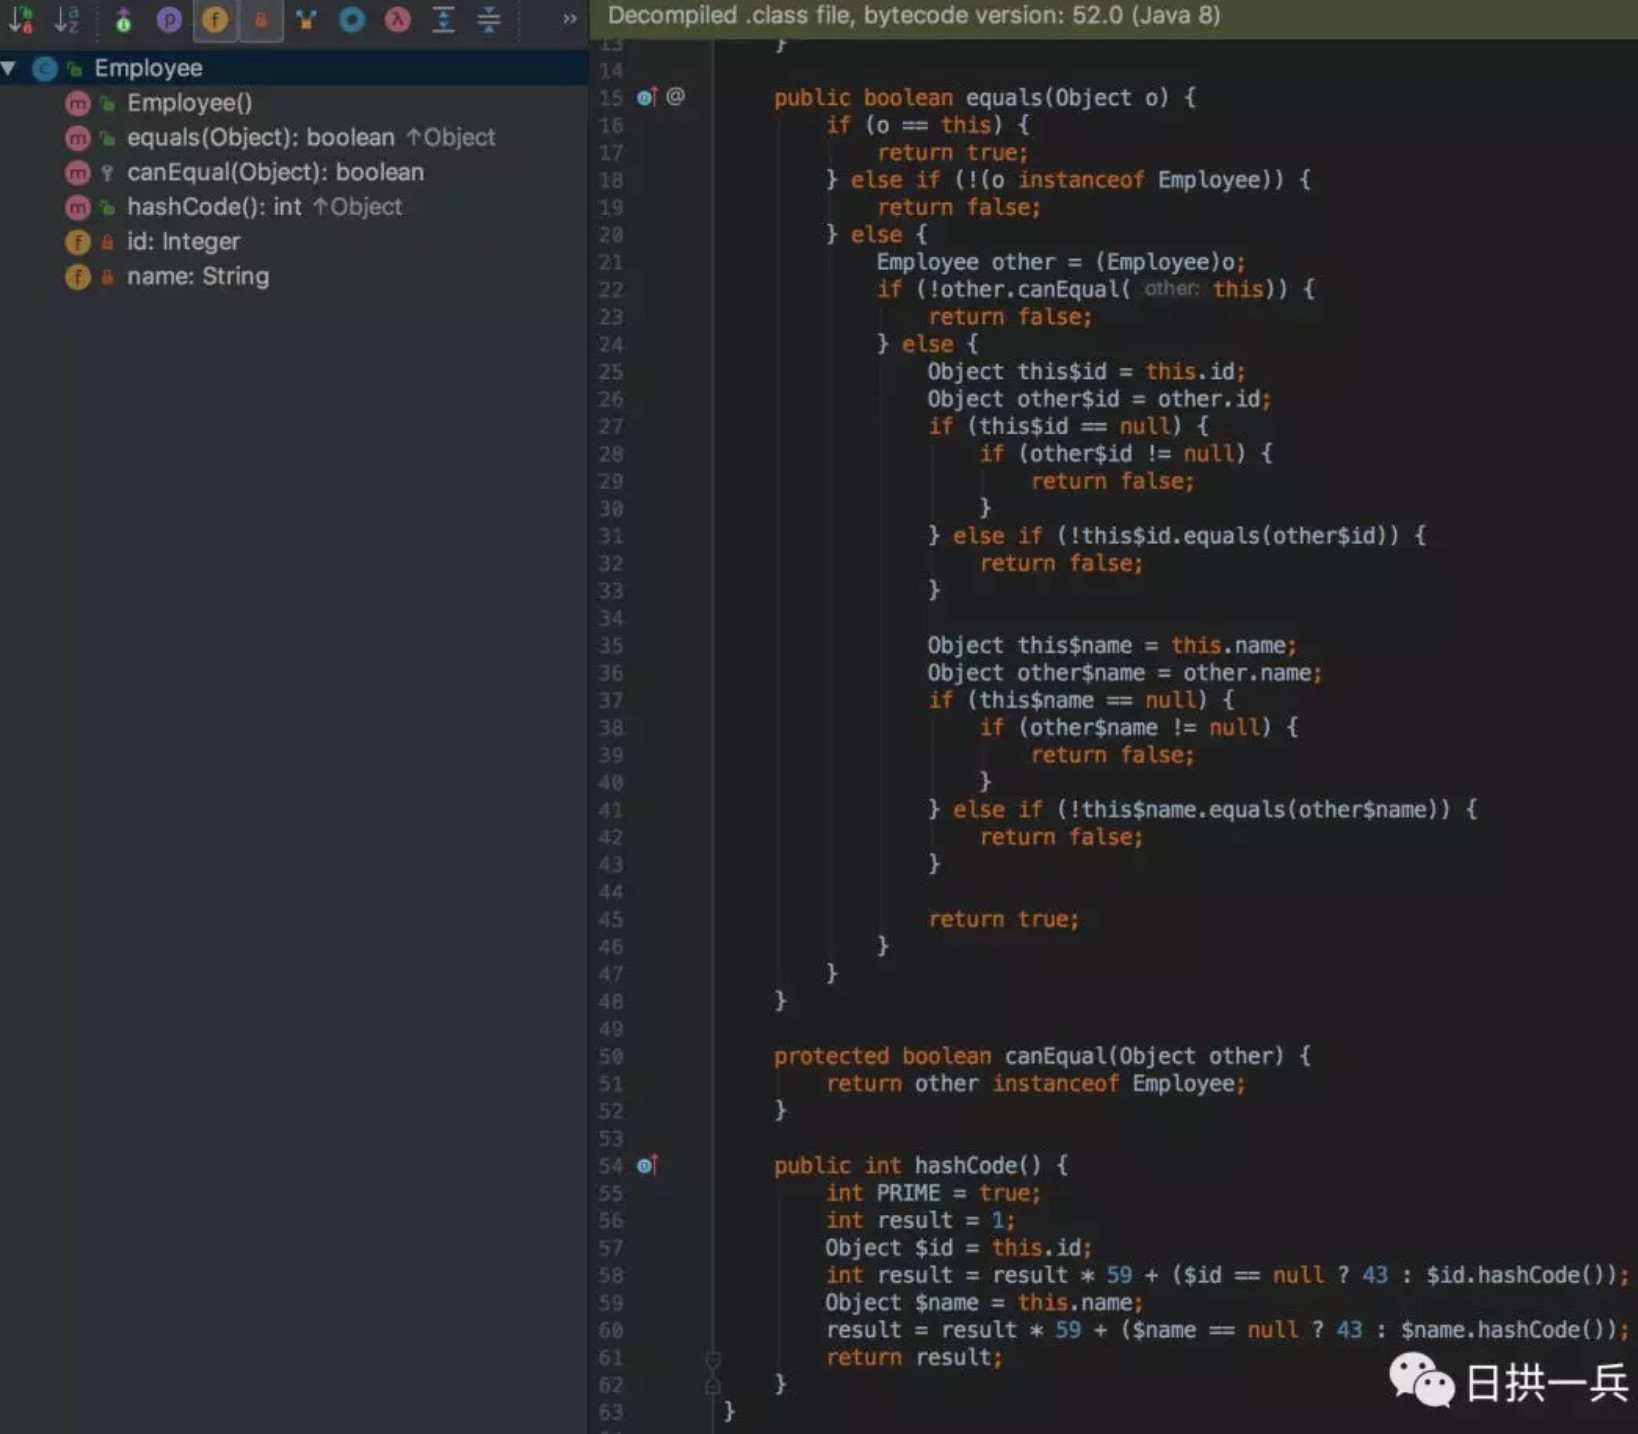 Decompiled .class file, bytecode version: 52.0 (Java 8)
Employee
Employee()
equals(Object): boolean ↑Object
canEqual(Object): boolean
hashCode(): int ↑Object
id: Integer
name: String
13 }
14
15 @ public boolean equals(Object o) {
16 if (o == this) {
17 return true;
18 } else if (!(o instanceof Employee)) {
19 return false;
20 } else {
21 Employee other = (Employee)o;
22 if (!other.canEqual( other: this)) {
23 return false;
24 } else {
25 Object this$id = this.id;
26 Object other$id = other.id;
27 if (this$id == null) {
28 if (other$id != null) {
29 return false;
30 }
31 } else if (!this$id.equals(other$id)) {
32 return false;
33 }
34
35 Object this$name = this.name;
36 Object other$name = other.name;
37 if (this$name == null) {
38 if (other$name != null) {
39 return false;
40 }
41 } else if (!this$name.equals(other$name)) {
42 return false;
43 }
44
45 return true;
46 }
47 }
48 }
49
50 protected boolean canEqual(Object other) {
51 return other instanceof Employee;
52 }
53
54 public int hashCode() {
55 int PRIME = true;
56 int result = 1;
57 Object $id = this.id;
58 int result = result * 59 + ($id == null ? 43 : $id.hashCode());
59 Object $name = this.name;
60 result = result * 59 + ($name == null ? 43 : $name.hashCode());
61 return result;
62 }
63 }
日拱一兵